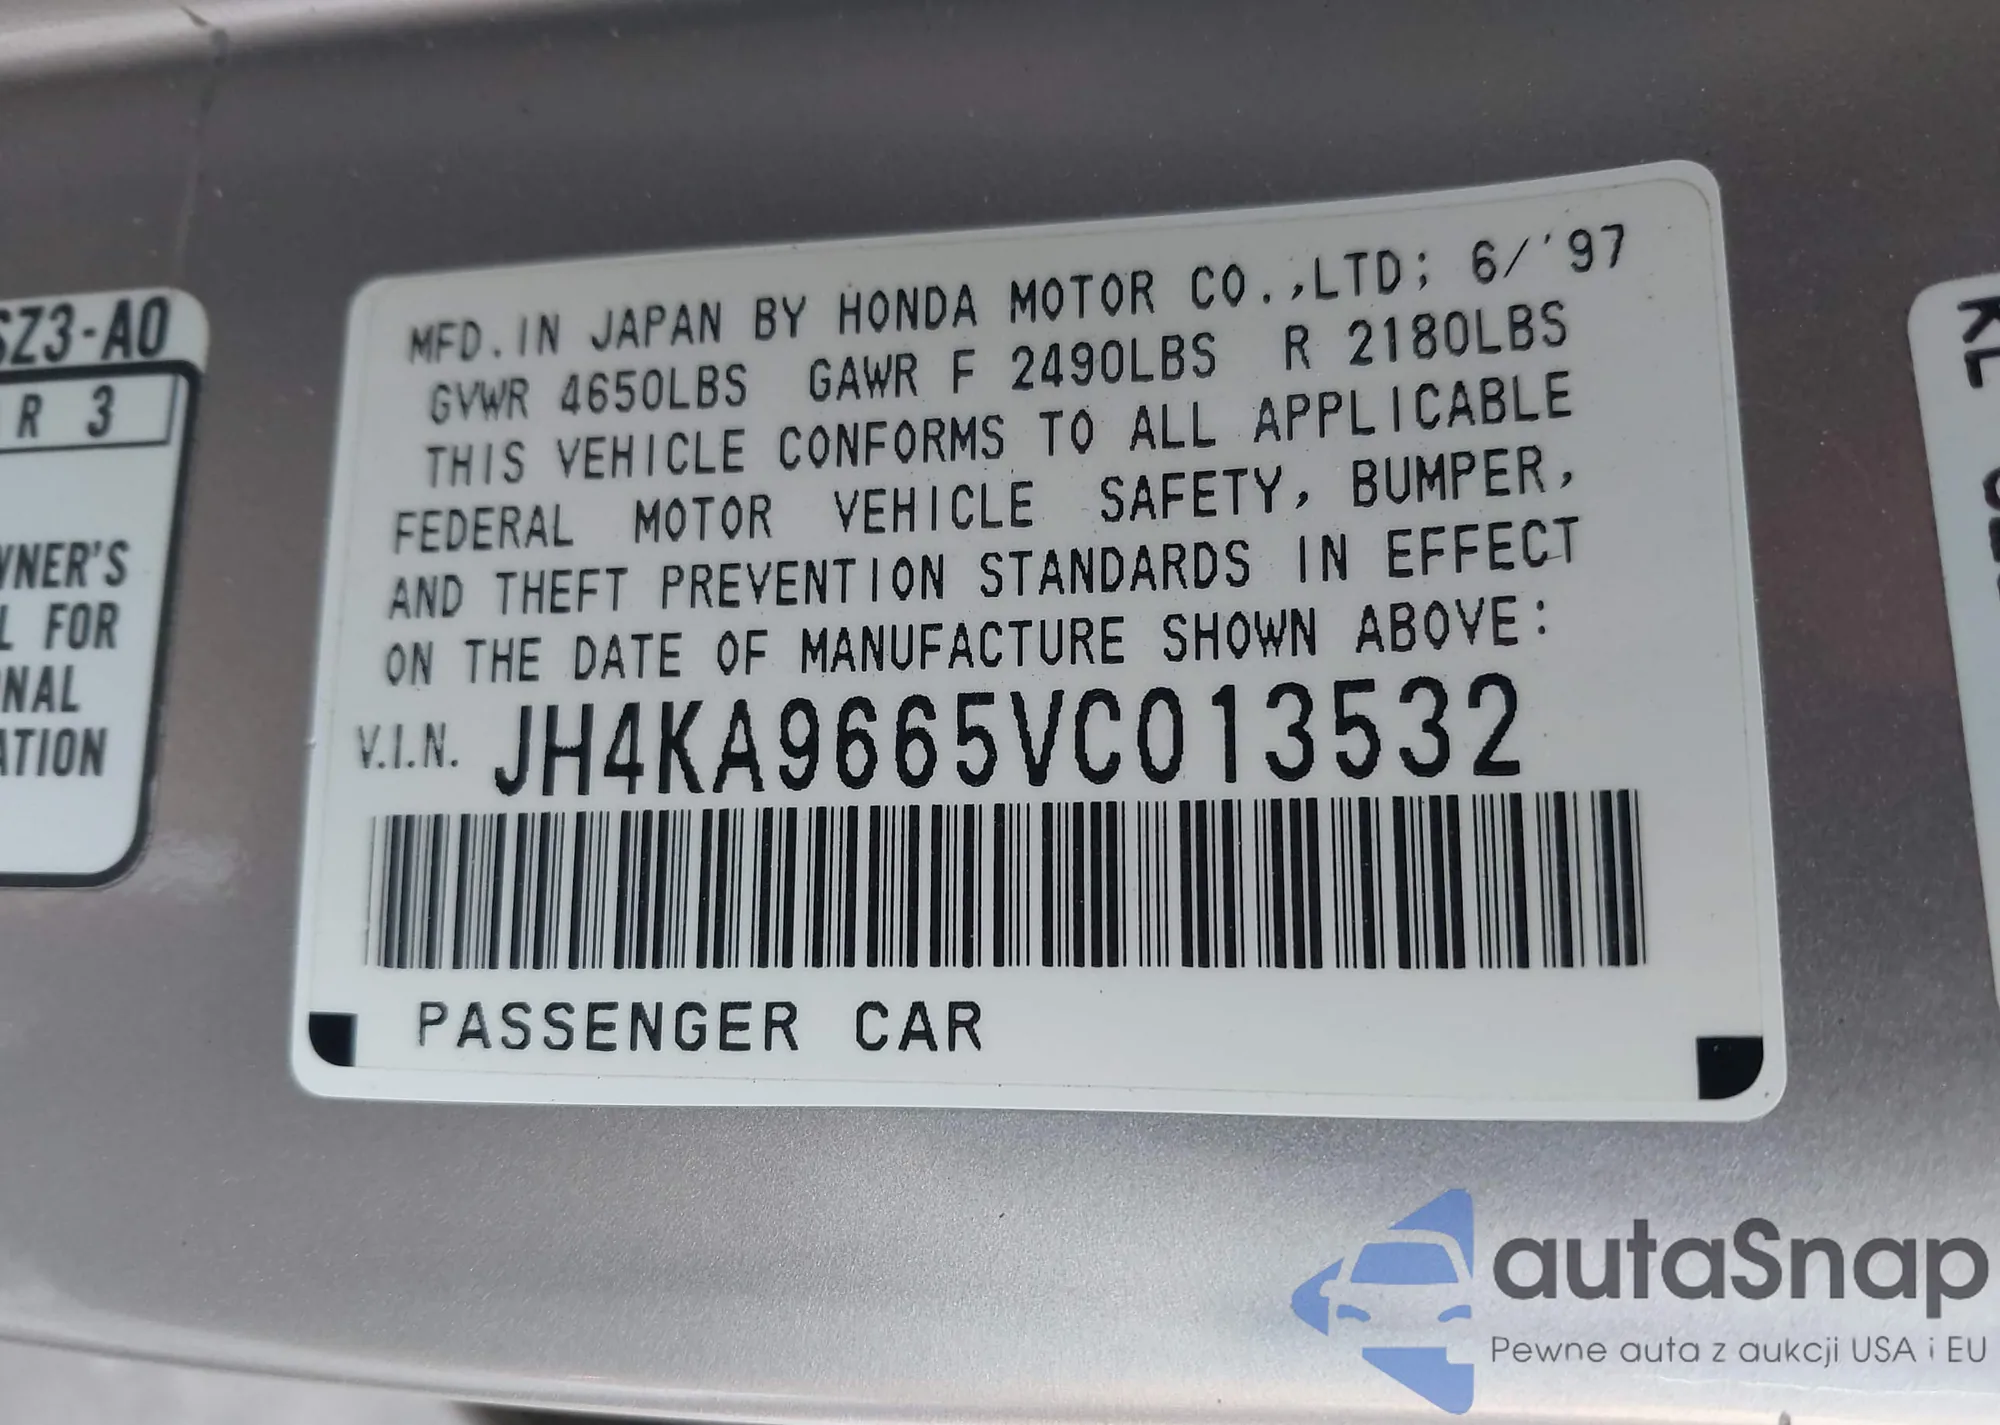 SZ3-A0
R 3
WNER'S
L FOR
NAL
ATION
MFD. IN JAPAN BY HONDA MOTOR CO.,LTD; 6/'97
GVWR 4650LBS GAWR F 2490LBS R 2180LBS
THIS VEHICLE CONFORMS TO ALL APPLICABLE
FEDERAL MOTOR VEHICLE SAFETY, BUMPER,
AND THEFT PREVENTION STANDARDS IN EFFECT
ON THE DATE OF MANUFACTURE SHOWN ABOVE:
V.I.N. JH4KA9665VC013532
PASSENGER CAR
KL
autaSnap
Pewne auta z aukcji USA i EU